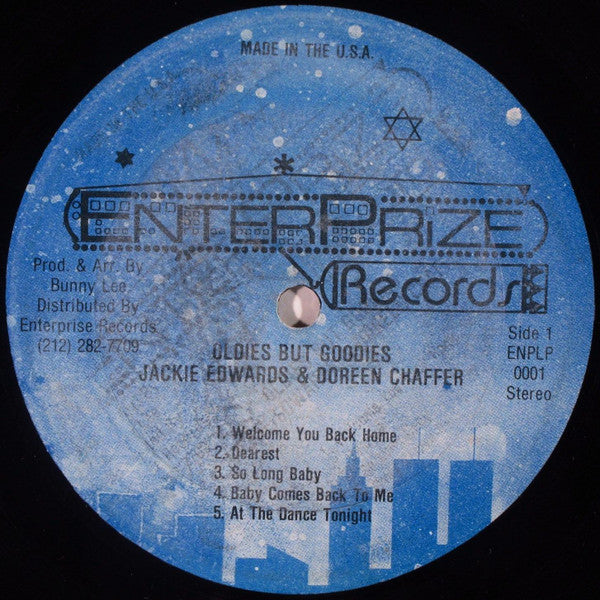 MADE IN THE U.S.A.
ENTERPRIZE
Records
Prod. & Arr. By
Bunny Lee
Distributed By
Enterprise Records
(212) 282-7709
Side 1
ENPLP
0001
Stereo
OLDIES BUT GOODIES
JACKIE EDWARDS & DOREEN CHAFFER
1. Welcome You Back Home
2. Dearest
3. So Long Baby
4. Baby Comes Back To Me
5. At The Dance Tonight